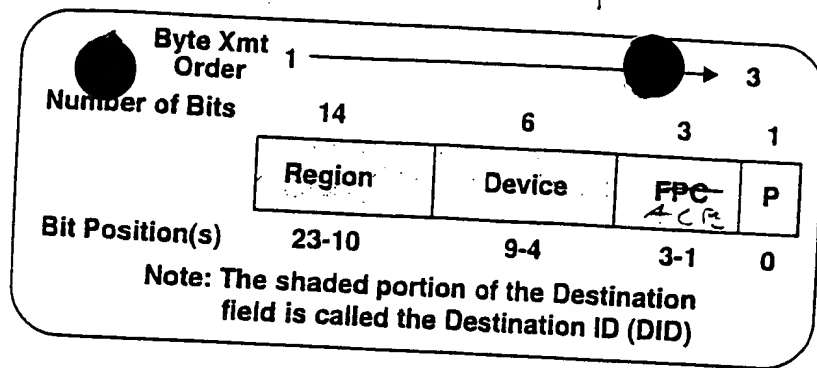 Byte Xmt Order 1 3
Number of Bits 14 6 3 1
Region Device FPC P
Bit Position(s) 23-10 9-4 3-1 0
Note: The shaded portion of the Destination
field is called the Destination ID (DID)